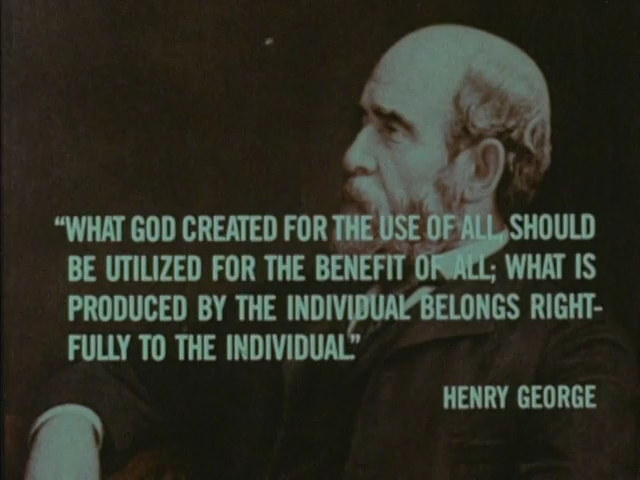 “WHAT GOD CREATED FOR THE USE OF ALL, SHOULD
BE UTILIZED FOR THE BENEFIT OF ALL; WHAT IS
PRODUCED BY THE INDIVIDUAL BELONGS RIGHT-
FULLY TO THE INDIVIDUAL.”
HENRY GEORGE